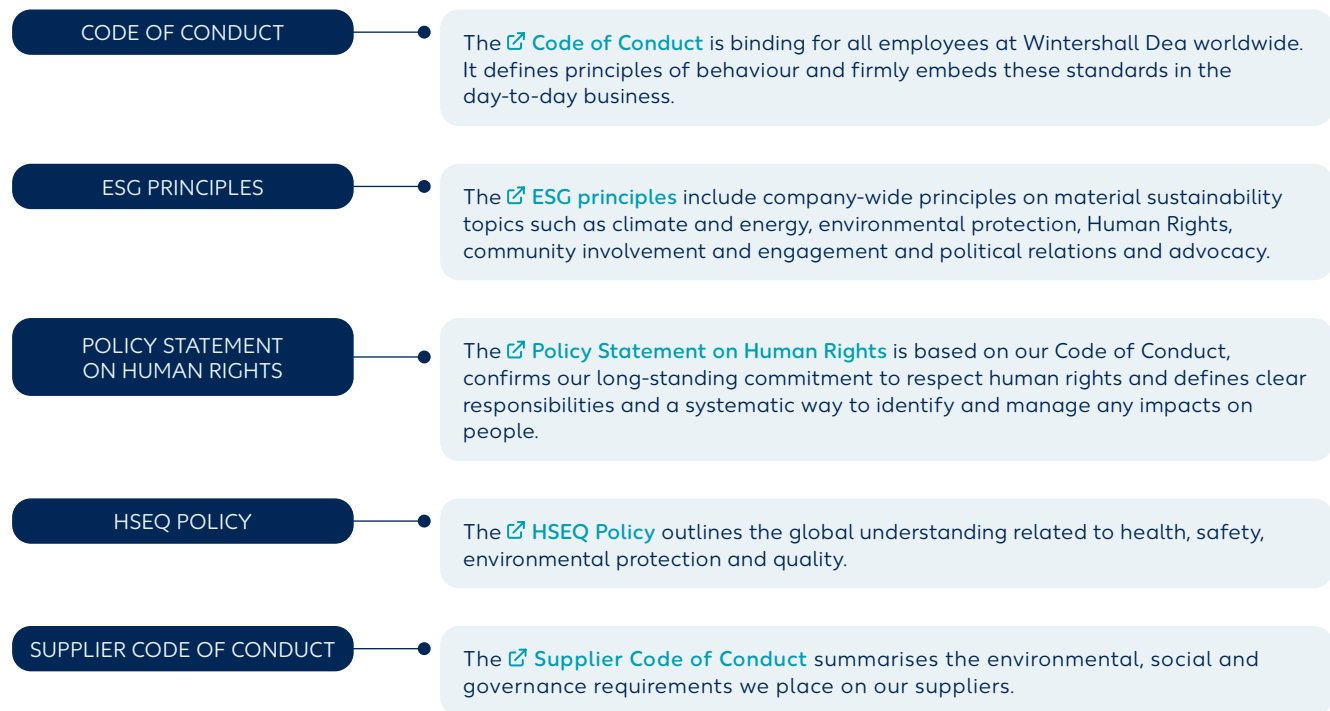 CODE OF CONDUCT
The Code of Conduct is binding for all employees at Wintershall Dea worldwide.
It defines principles of behaviour and firmly embeds these standards in the
day-to-day business.
ESG PRINCIPLES
The ESG principles include company-wide principles on material sustainability
topics such as climate and energy, environmental protection, Human Rights,
community involvement and engagement and political relations and advocacy.
POLICY STATEMENT
ON HUMAN RIGHTS
The Policy Statement on Human Rights is based on our Code of Conduct,
confirms our long-standing commitment to respect human rights and defines clear
responsibilities and a systematic way to identify and manage any impacts on
people.
HSEQ POLICY
The HSEQ Policy outlines the global understanding related to health, safety,
environmental protection and quality.
SUPPLIER CODE OF CONDUCT
The Supplier Code of Conduct summarises the environmental, social and
governance requirements we place on our suppliers.